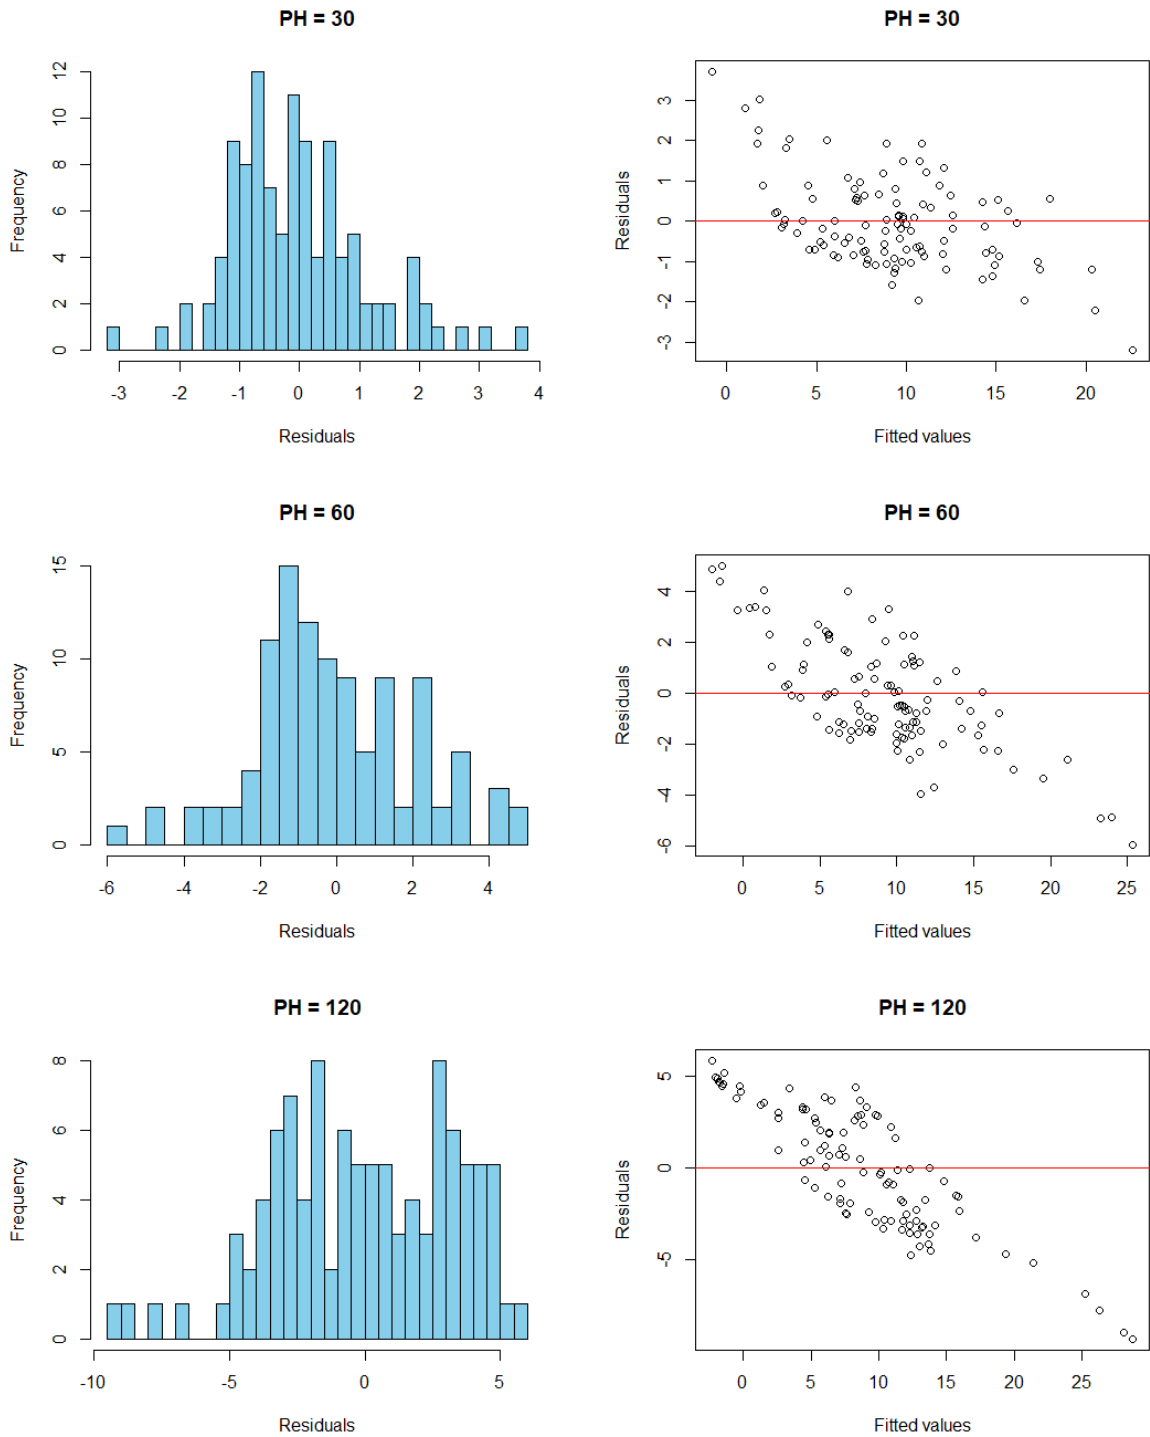 PH = 30
PH = 30
Frequency
12
10
8
6
4
2
0
-3 -2 -1 0 1 2 3 4
Residuals
Residuals
3
2
1
0
-1
-2
-3
0 5 10 15 20
Fitted values
PH = 60
PH = 60
Frequency
15
10
5
0
-6 -4 -2 0 2 4
Residuals
Residuals
4
2
0
-2
-4
-6
0 5 10 15 20 25
Fitted values
PH = 120
PH = 120
Frequency
8
6
4
2
0
-10 -5 0 5
Residuals
Residuals
5
0
-5
0 5 10 15 20 25
Fitted values